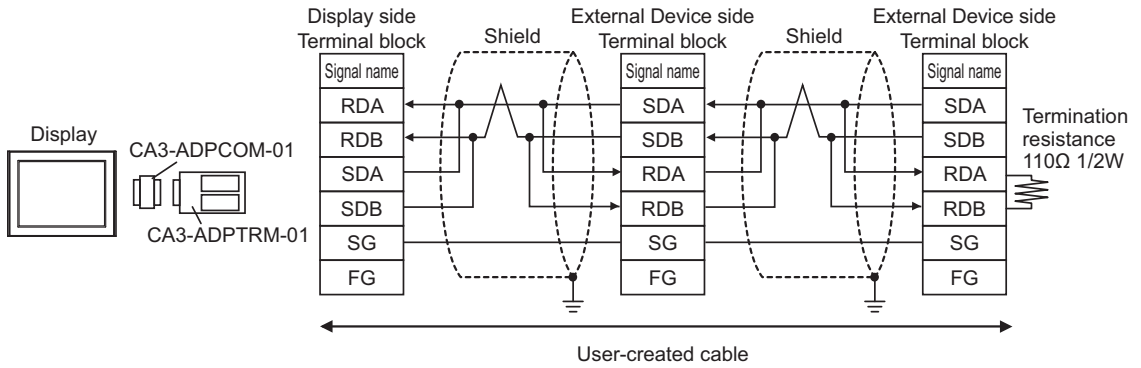 Display side
Terminal block
Shield
External Device side
Terminal block
Shield
External Device side
Terminal block
Signal name
RDA
RDB
SDA
SDB
SG
FG
Signal name
SDA
SDB
RDA
RDB
SG
FG
Signal name
SDA
SDB
RDA
RDB
SG
FG
Termination
resistance
110Ω 1/2W
Display
CA3-ADPCOM-01
CA3-ADPTRM-01
User-created cable